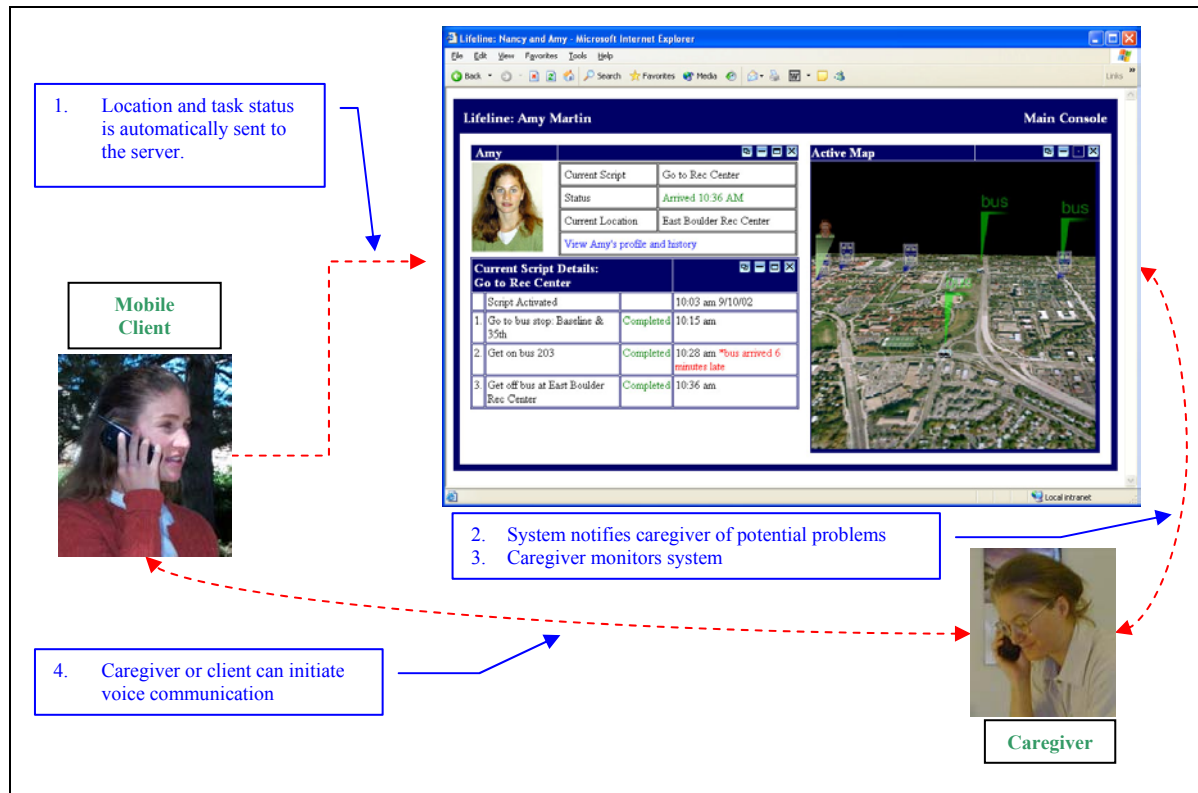 Lifeline: Nancy and Amy - Microsoft Internet Explorer
File Edit View Favorites Tools Help
Back Search Favorites Media Links
1. Location and task status
is automatically sent to
the server.
Lifeline: Amy Martin Main Console
Amy
Current Script Go to Rec Center
Status Arrived 10:36 AM
Current Location East Boulder Rec Center
View Amy's profile and history
Active Map
bus
bus
Current Script Details:
Go to Rec Center
Script Activated 10:03 am 9/10/02
1. Go to bus stop: Baseline & Completed 10:15 am
35th
2. Get on bus 203 Completed 10:28 am *bus arrived 6
minutes late
3. Get off bus at East Boulder Completed 10:36 am
Rec Center
Local intranet
Mobile
Client
2. System notifies caregiver of potential problems
3. Caregiver monitors system
4. Caregiver or client can initiate
voice communication
Caregiver